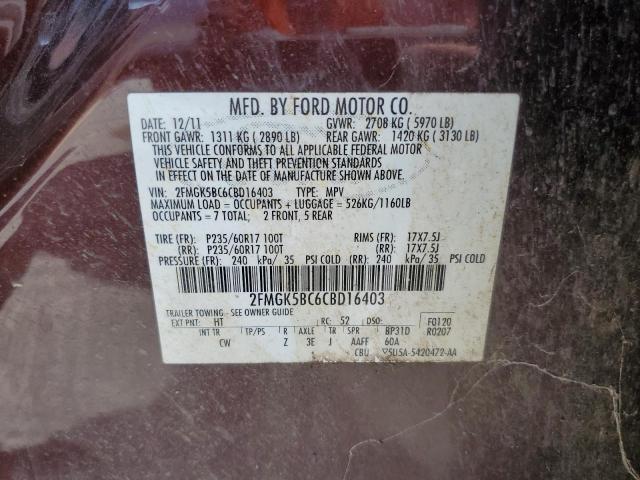 MFD. BY FORD MOTOR CO.
DATE: 12/11 GVWR: 2708 KG ( 5970 LB)
FRONT GAWR: 1311 KG ( 2890 LB) REAR GAWR: 1420 KG ( 3130 LB)
THIS VEHICLE CONFORMS TO ALL APPLICABLE FEDERAL MOTOR
VEHICLE SAFETY AND THEFT PREVENTION STANDARDS
IN EFFECT ON THE DATE OF MANUFACTURE SHOWN ABOVE.
VIN: 2FMGK5BC6CBD16403 TYPE: MPV
MAXIMUM LOAD = OCCUPANTS + LUGGAGE = 526KG/1160LB
OCCUPANTS = 7 TOTAL; 2 FRONT, 5 REAR
TIRE (FR): P235/60R17 100T RIMS (FR): 17X7.5J
(RR): P235/60R17 100T (RR): 17X7.5J
PRESSURE (FR): 240 kPa/ 35 PSI COLD (RR): 240 kPa/ 35 PSI COLD
2FMGK5BC6CBD16403
TRAILER TOWING - SEE OWNER GUIDE
EXT PNT: HT RC: 52 DSO: F0120
INT TR TP/PS R AXLE TR SPR BP31D R0207
CW Z 3E J AAFF 60A
CBU 5U5A-5420472-AA